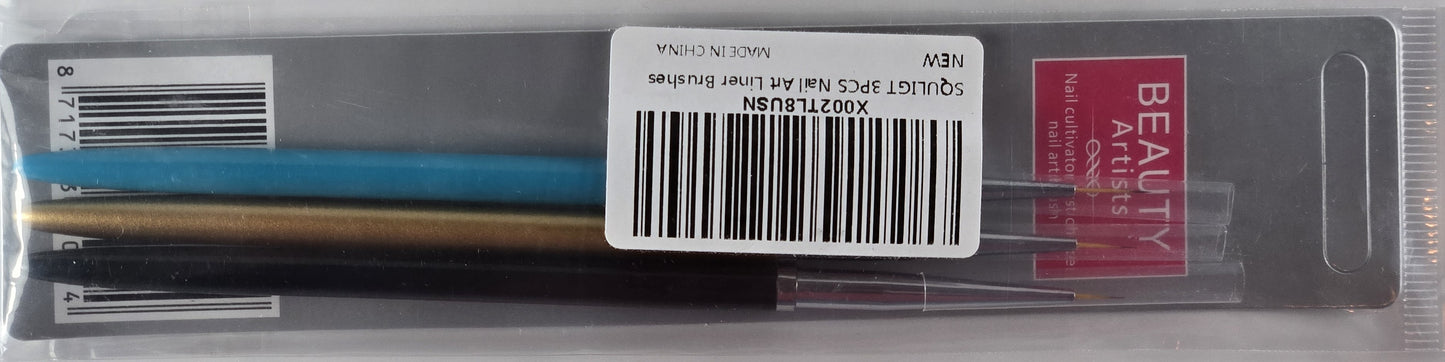 X002TL8USN
SQULIGT 3PCS Nail Art Liner Brushes
NEW
MADE IN CHINA
BEAUTY
Artists
Nail cultivator
nail art
8 717
4